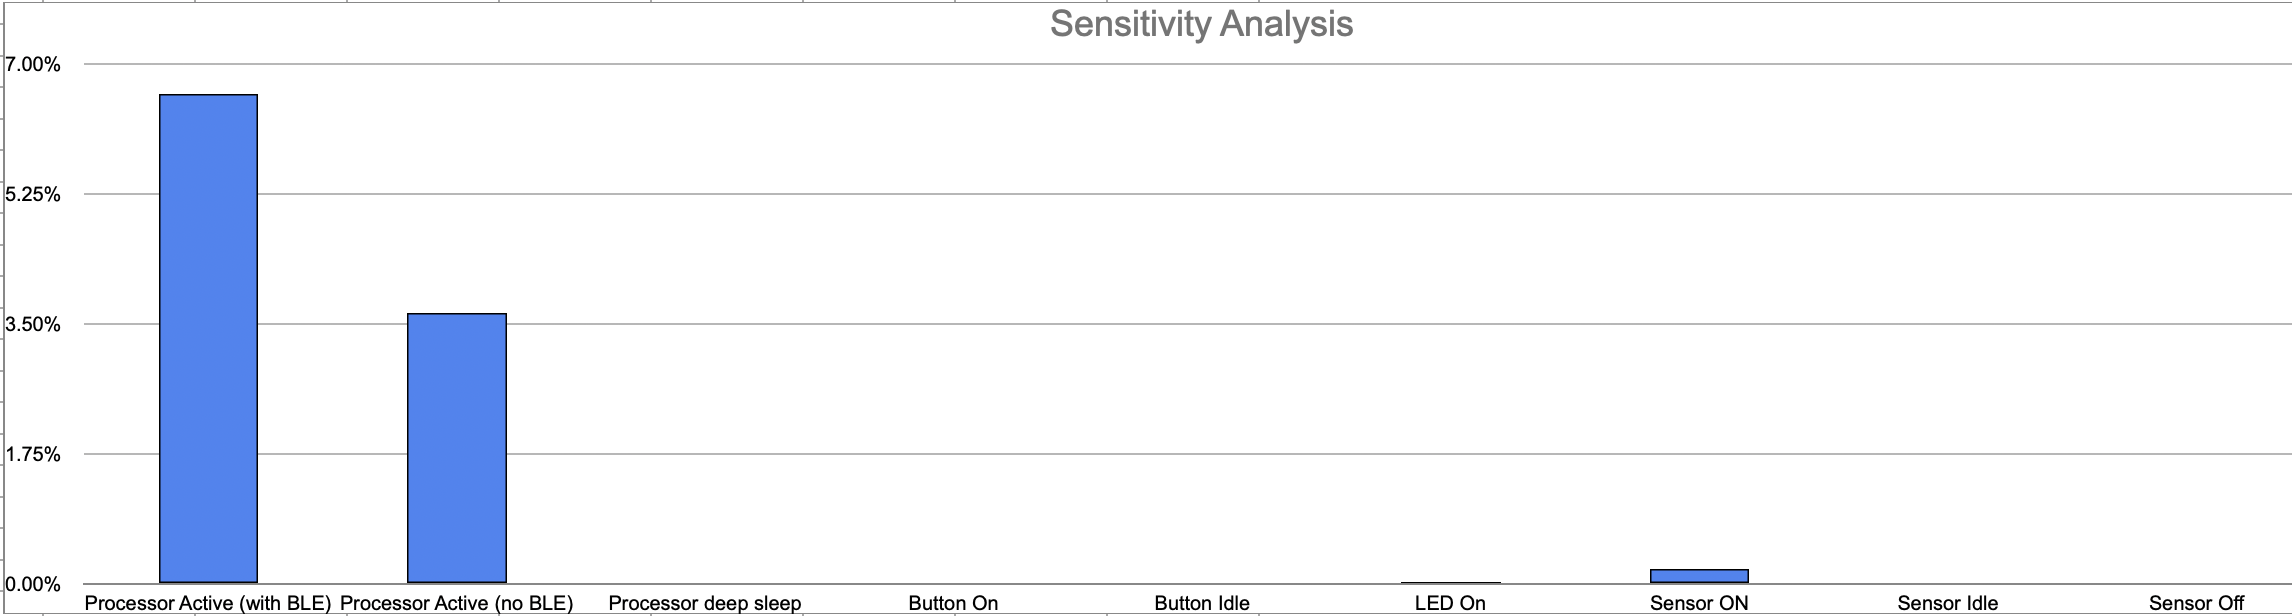 Sensitivity Analysis
7.00%
5.25%
3.50%
1.75%
0.00%
Processor Active (with BLE) Processor Active (no BLE) Processor deep sleep Button On Button Idle LED On Sensor ON Sensor Idle Sensor Off